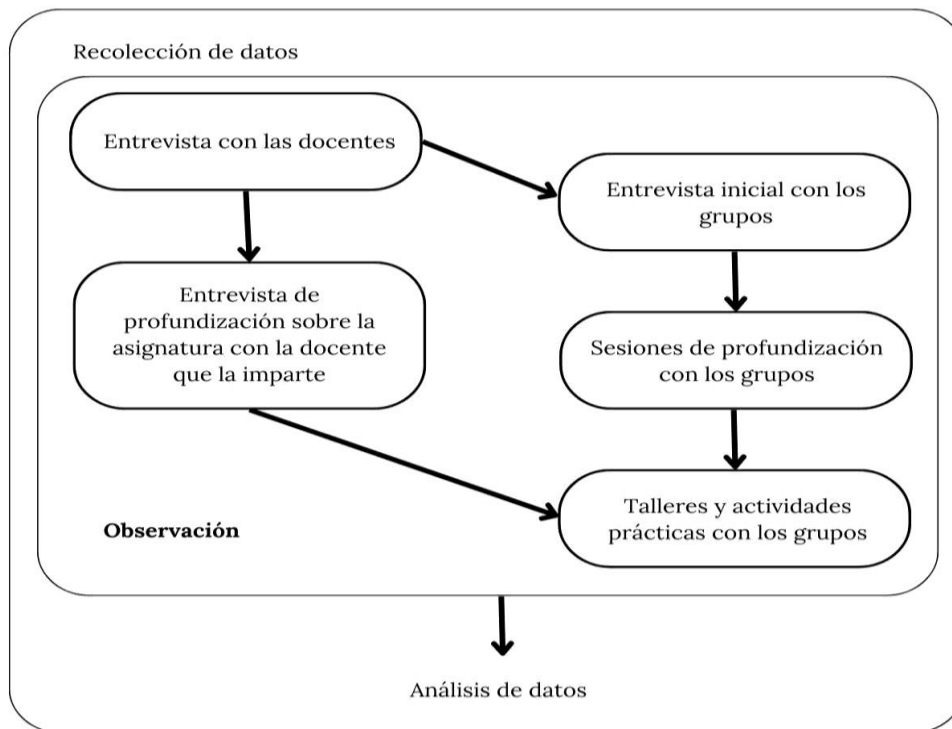 Recolección de datos
Entrevista con las docentes
Entrevista inicial con los
grupos
Entrevista de
profundización sobre la
asignatura con la docente
que la imparte
Sesiones de profundización
con los grupos
Talleres y actividades
prácticas con los grupos
Observación
Análisis de datos